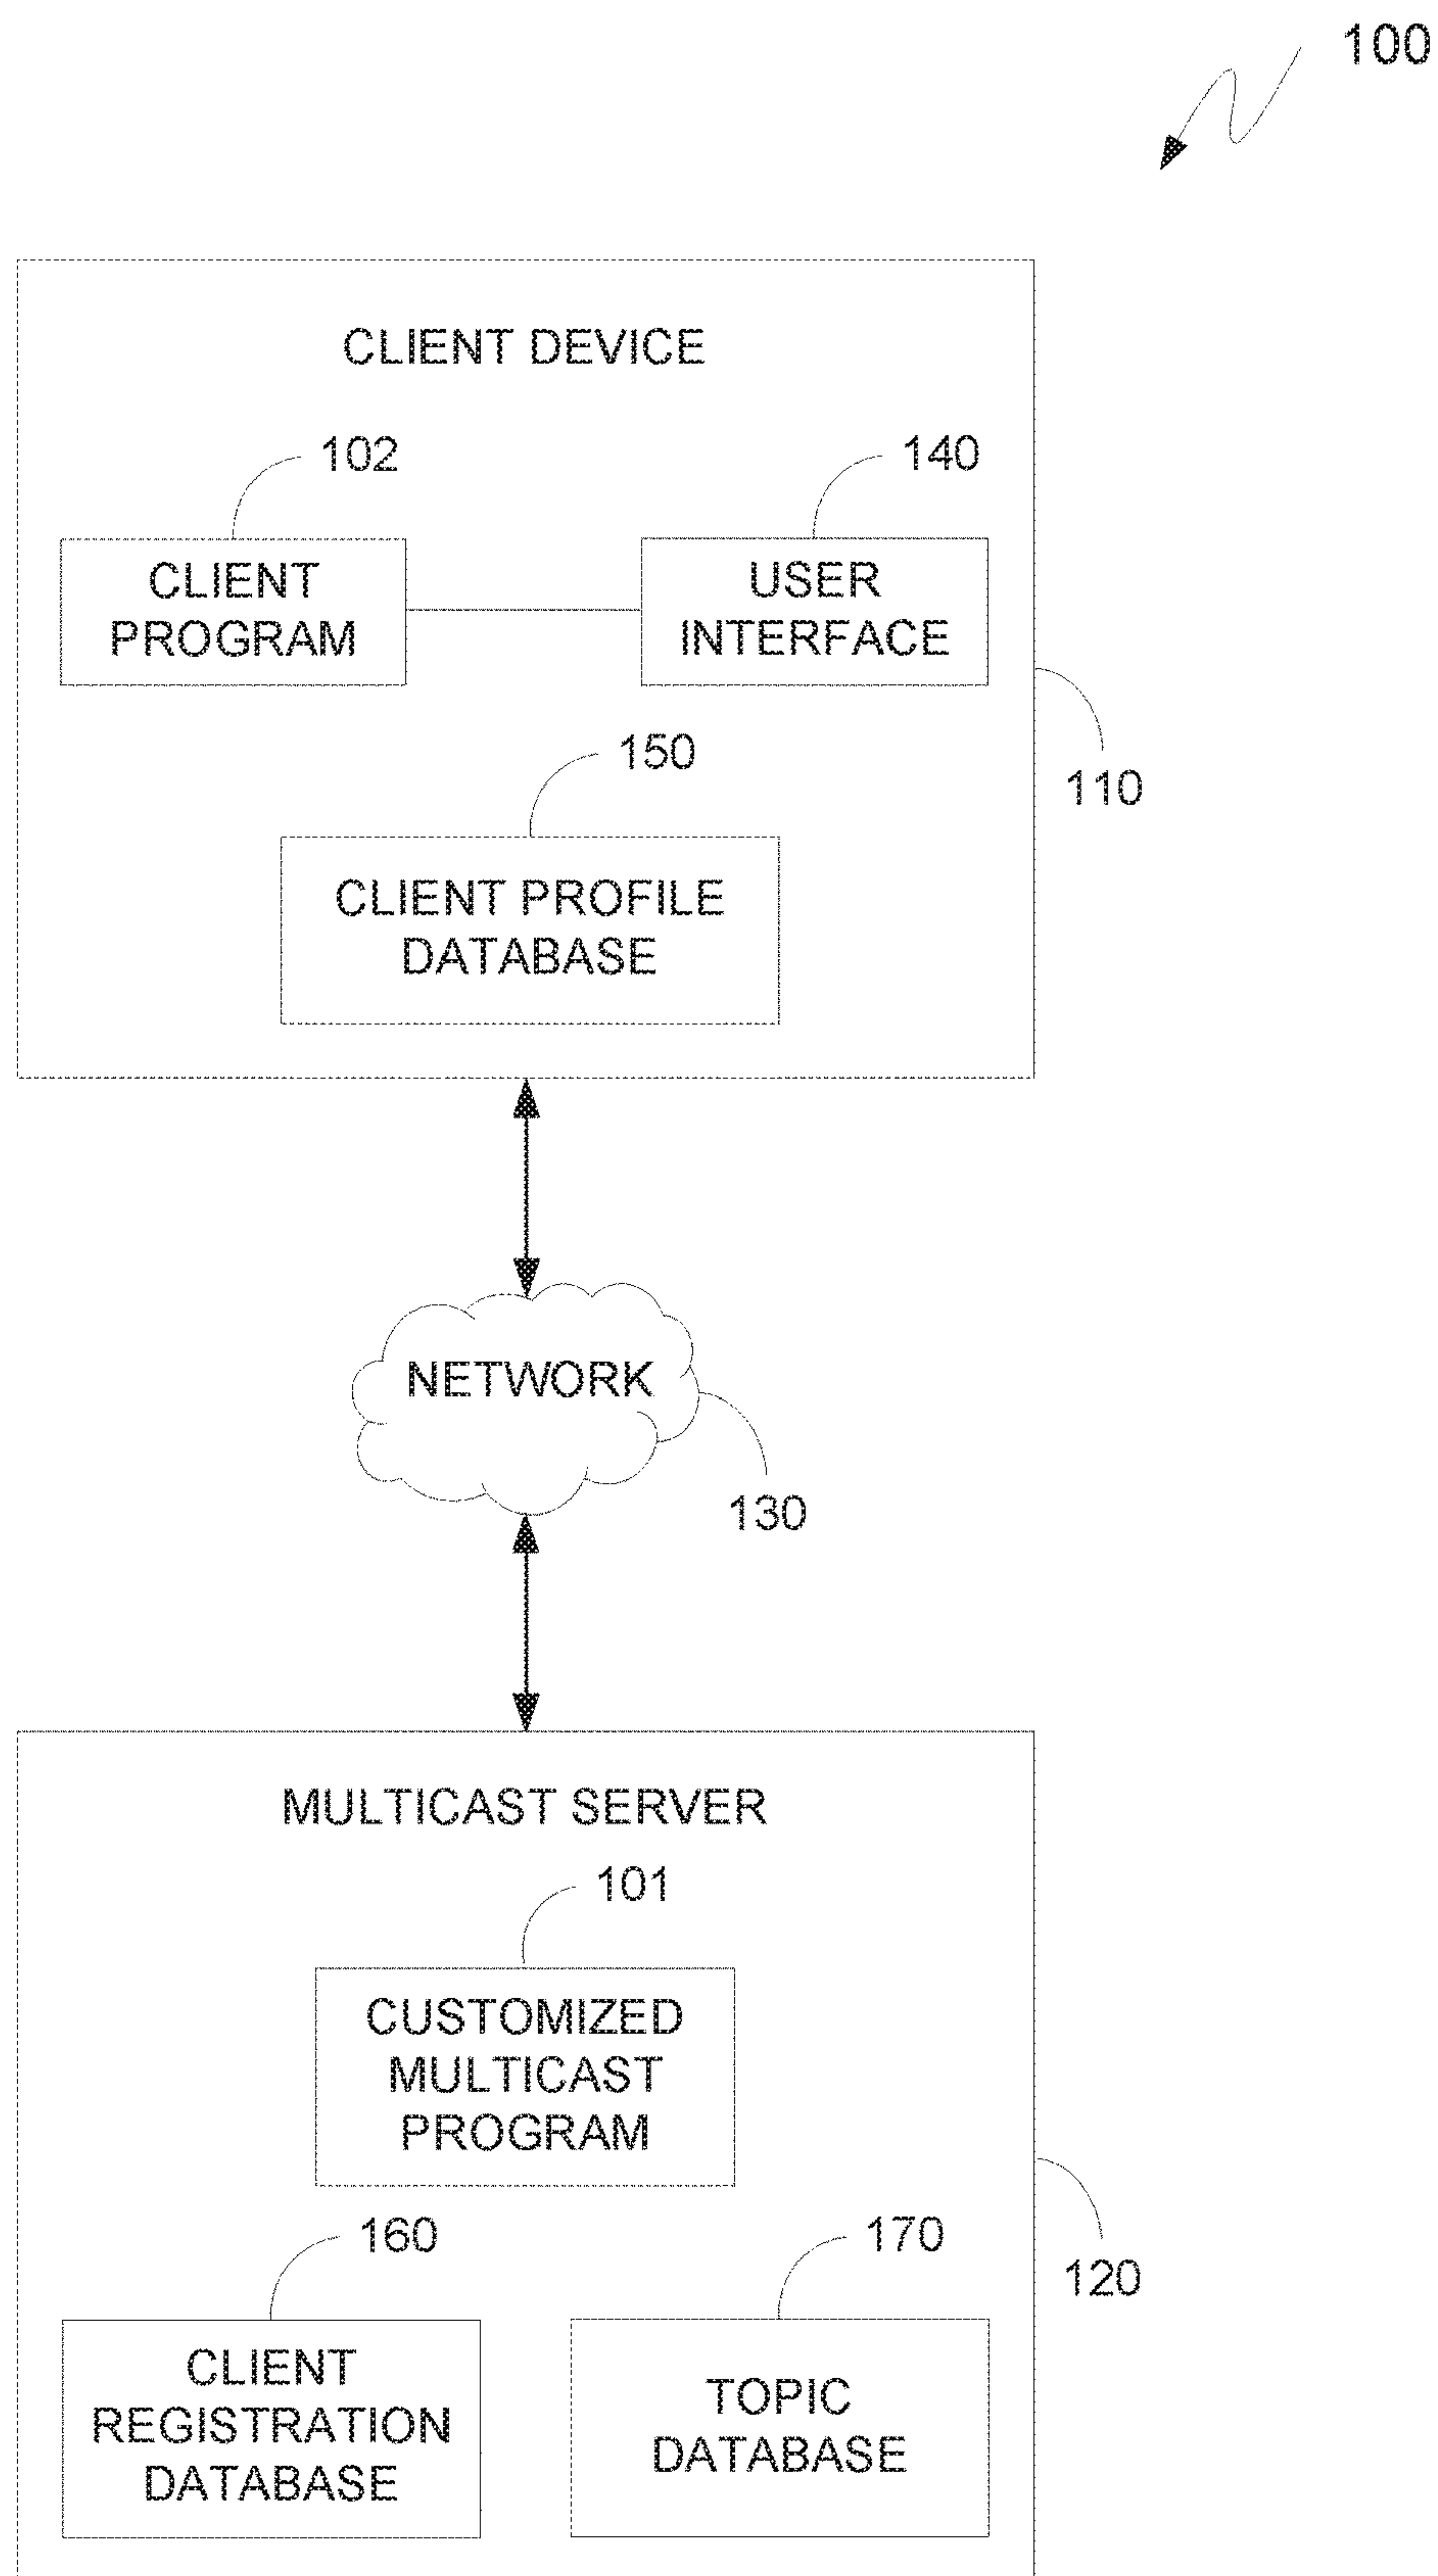 100
CLIENT DEVICE
102
140
CLIENT
PROGRAM
USER
INTERFACE
110
150
CLIENT PROFILE
DATABASE
NETWORK
130
MULTICAST SERVER
101
CUSTOMIZED
MULTICAST
PROGRAM
120
160
170
CLIENT
REGISTRATION
DATABASE
TOPIC
DATABASE